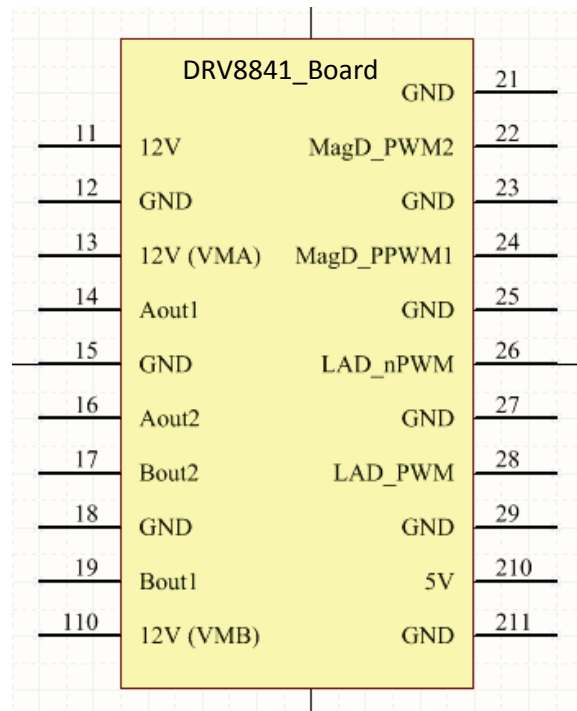 DRV8841_Board
GND 21
11 12V MagD_PWM2 22
12 GND GND 23
13 12V (VMA) MagD_PPWM1 24
14 Aout1 GND 25
15 GND LAD_nPWM 26
16 Aout2 GND 27
17 Bout2 LAD_PWM 28
18 GND GND 29
19 Bout1 5V 210
110 12V (VMB) GND 211